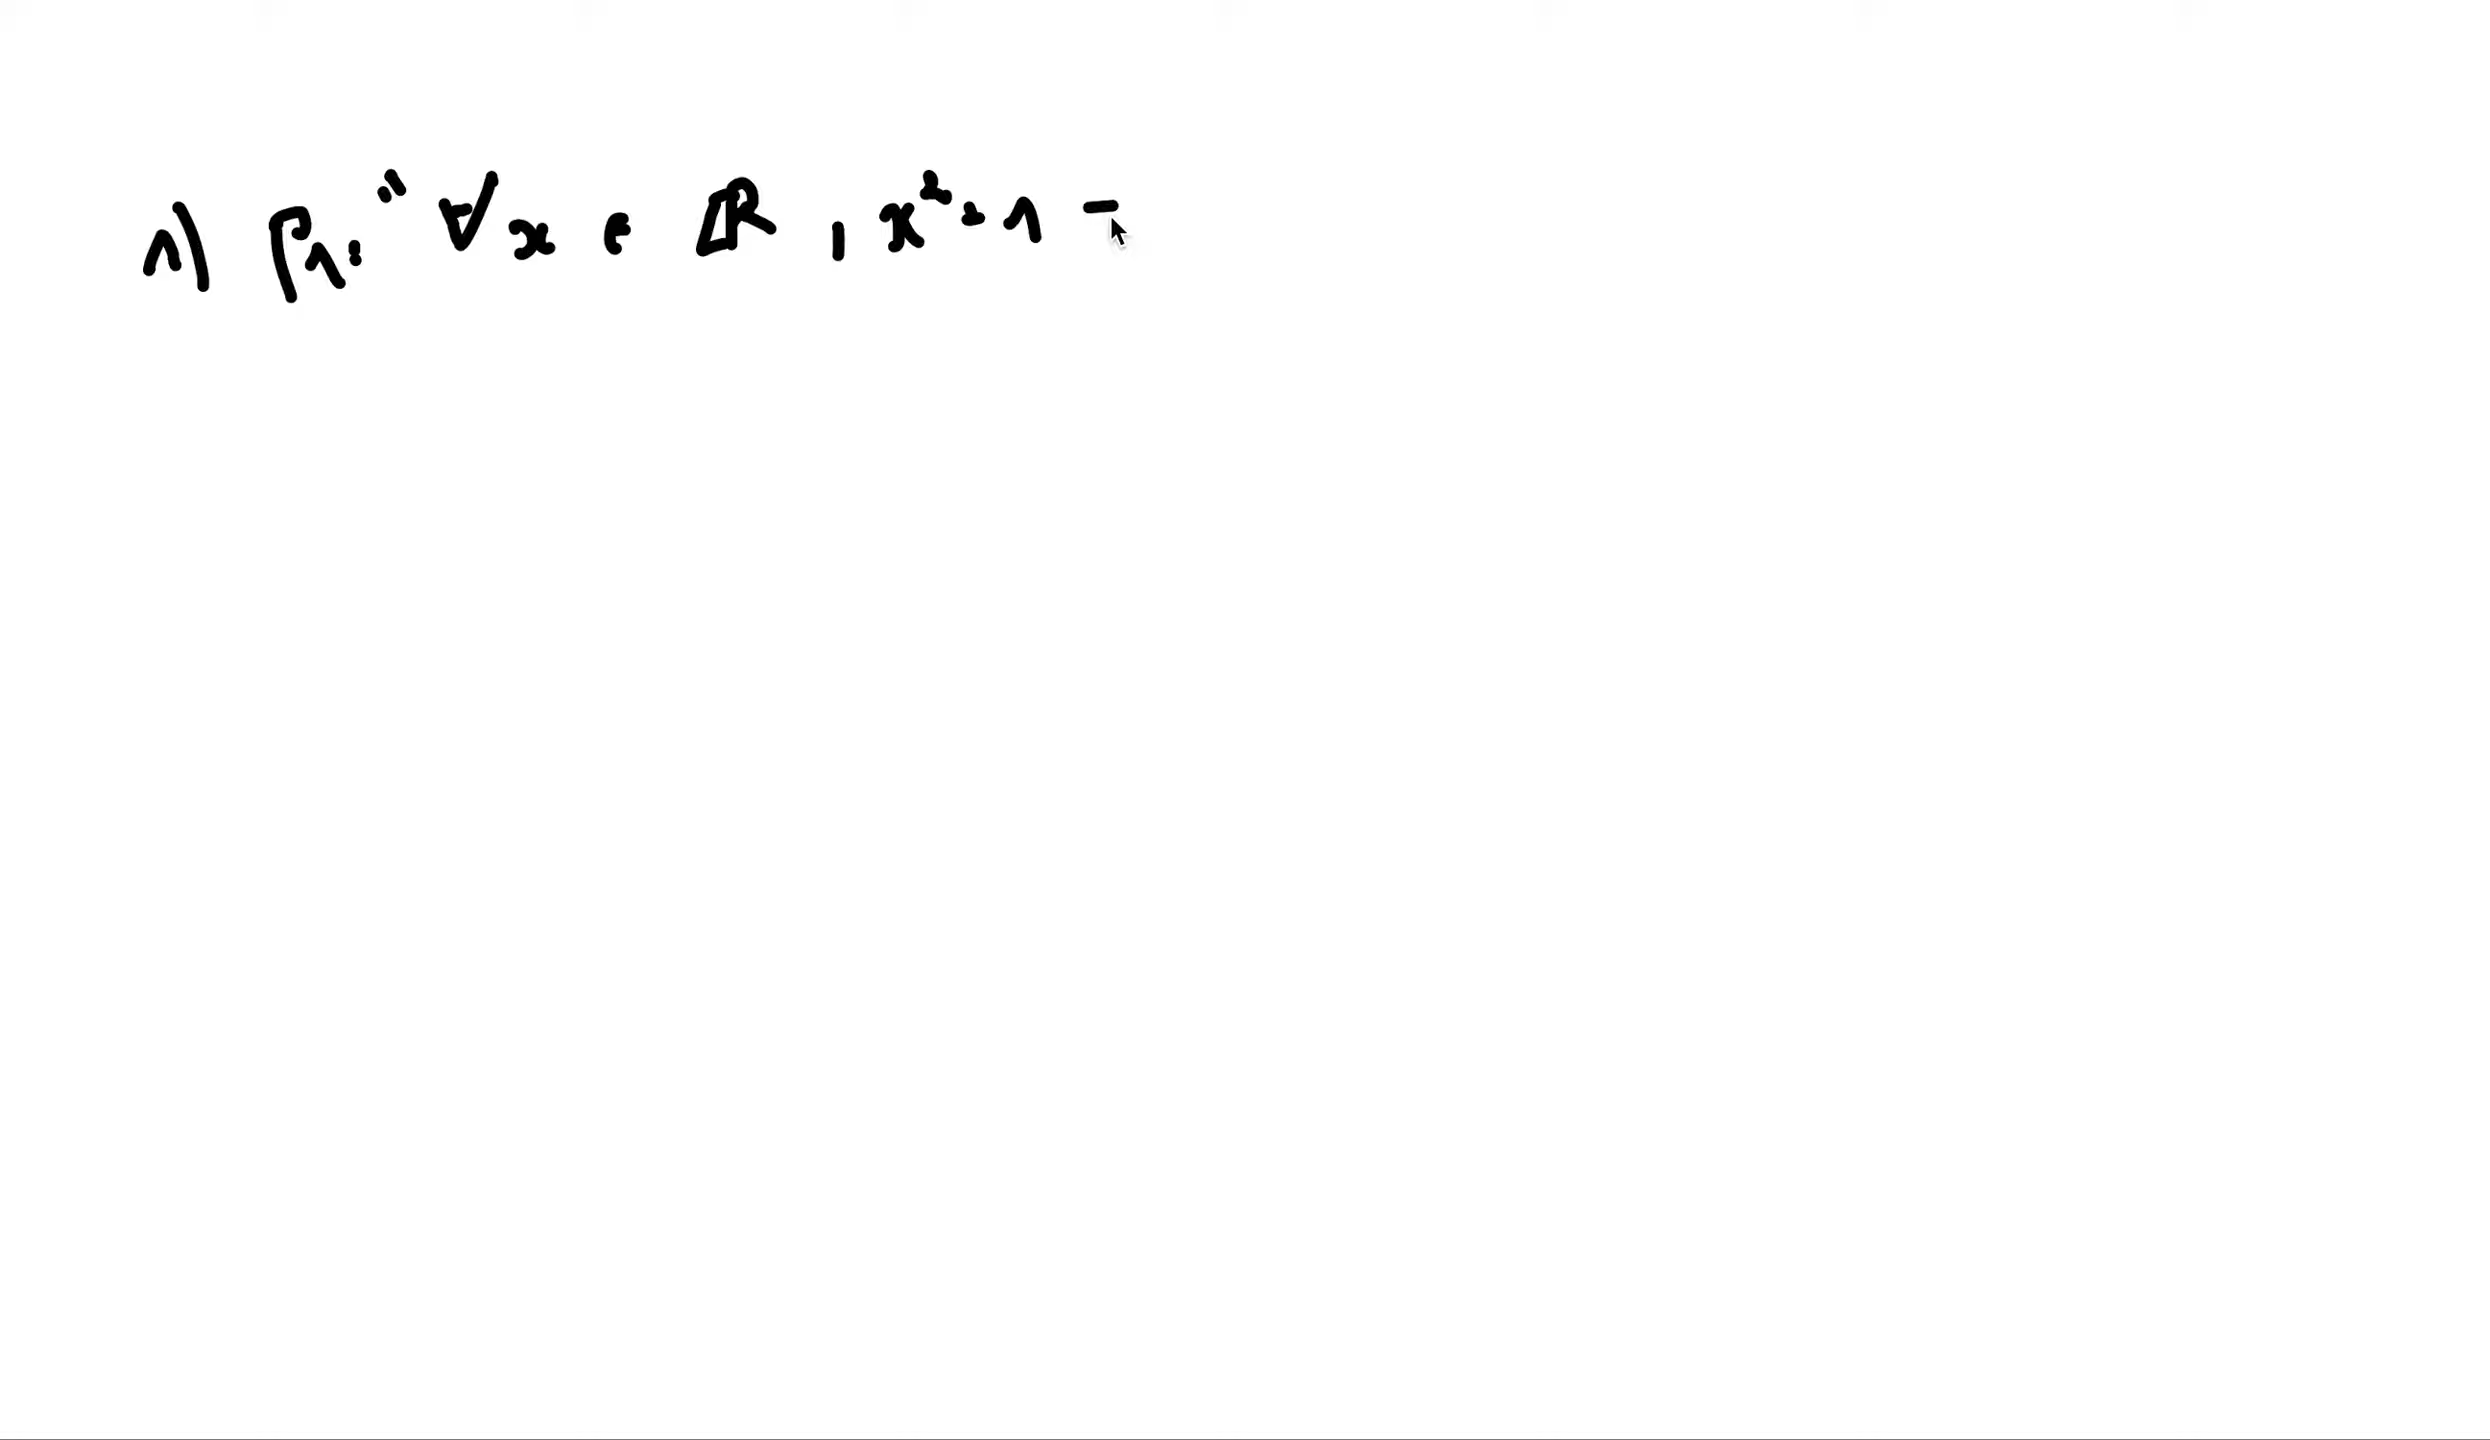 1) P₁: " ∀x ∈ ℝ, x² + 1 -